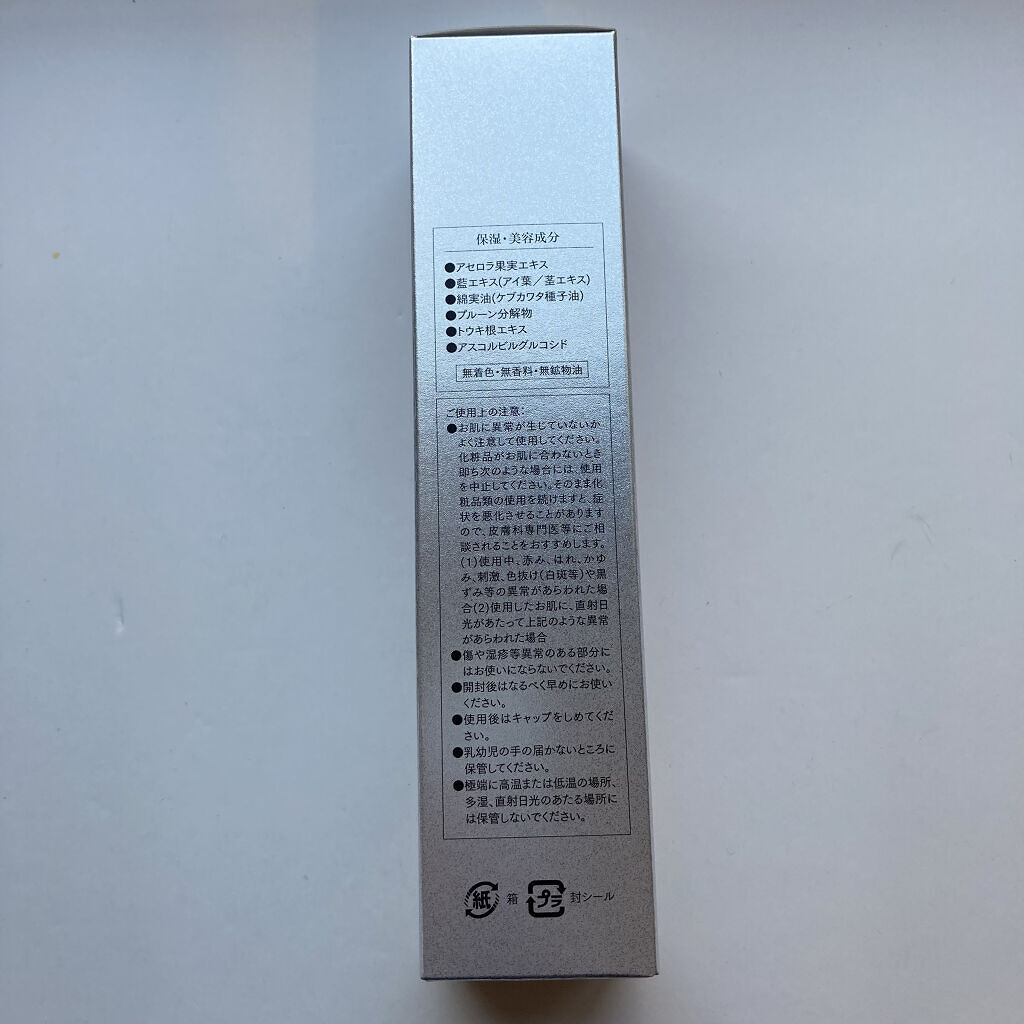 保湿・美容成分
●アセロラ果実エキス
●藍エキス(アイ葉／茎エキス)
●綿実油(ケブカワタ種子油)
●プルーン分解物
●トウキ根エキス
●アスコルビルグルコシド
無着色・無香料・無鉱物油
ご使用上の注意:
●お肌に異常が生じていないか
よく注意して使用してください。
化粧品がお肌に合わないとき
即ち次のような場合には、使用
を中止してください。そのまま化
粧品類の使用を続けますと、症
状を悪化させることがあります
ので、皮膚科専門医等にご相
談されることをおすすめします。
(1)使用中、赤み、はれ、かゆ
み、刺激、色抜け(白斑等)や黒
ずみ等の異常があらわれた場
合(2)使用したお肌に、直射日
光があたって上記のような異常
があらわれた場合
●傷や湿疹等異常のある部分に
はお使いにならないでください。
●開封後はなるべく早めにお使い
ください。
●使用後はキャップをしめてくだ
さい。
●乳幼児の手の届かないところに
保管してください。
●極端に高温または低温の場所、
多湿、直射日光のあたる場所に
は保管しないでください。
紙 箱 プラ 封シール